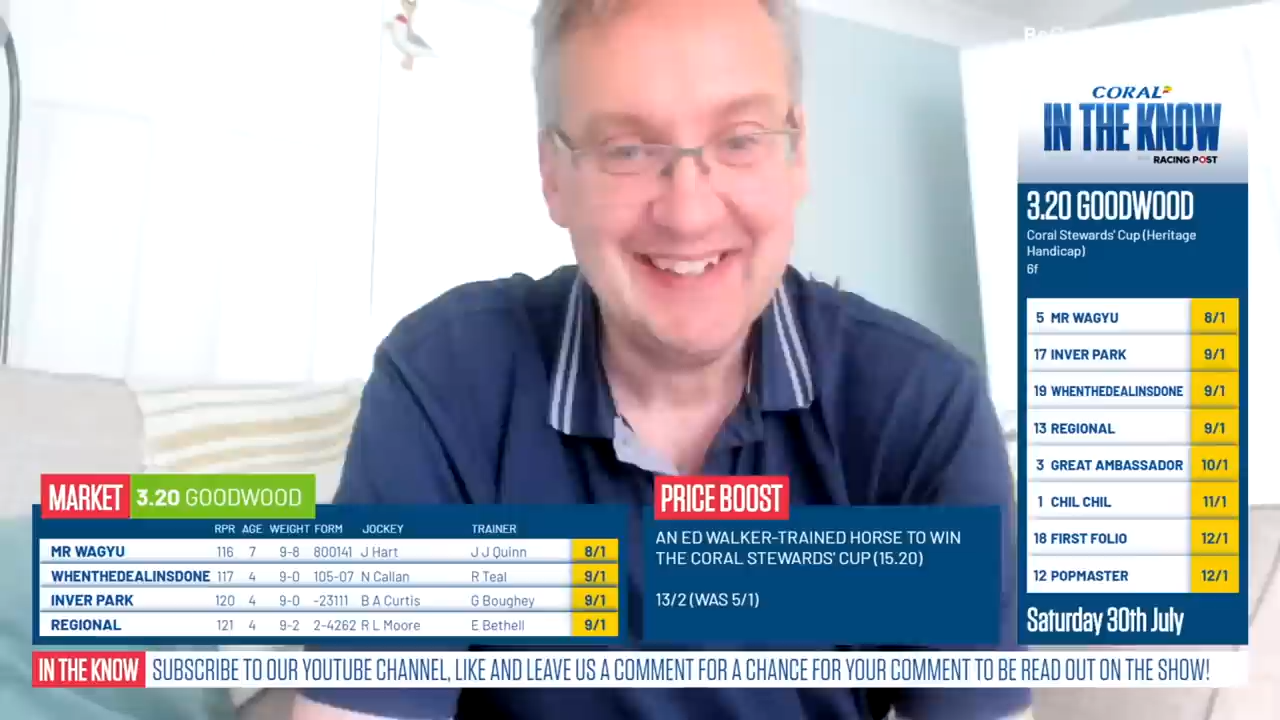 CORAL
IN THE KNOW
RACING POST
3.20 GOODWOOD
Coral Stewards' Cup (Heritage
Handicap)
6f
5 MR WAGYU 8/1
17 INVER PARK 9/1
19 WHENTHEDEALINSDONE 9/1
13 REGIONAL 9/1
3 GREAT AMBASSADOR 10/1
1 CHIL CHIL 11/1
18 FIRST FOLIO 12/1
12 POPMASTER 12/1
Saturday 30th July
MARKET 3.20 GOODWOOD
RPR AGE WEIGHT FORM JOCKEY TRAINER
MR WAGYU 116 7 9-8 800141 J Hart J J Quinn 8/1
WHENTHEDEALINSDONE 117 4 9-0 105-07 N Callan R Teal 9/1
INVER PARK 120 4 9-0 -23111 B A Curtis G Boughey 9/1
REGIONAL 121 4 9-2 2-4262 R L Moore E Bethell 9/1
PRICE BOOST
AN ED WALKER-TRAINED HORSE TO WIN
THE CORAL STEWARDS' CUP (15.20)
13/2 (WAS 5/1)
IN THE KNOW SUBSCRIBE TO OUR YOUTUBE CHANNEL, LIKE AND LEAVE US A COMMENT FOR A CHANCE FOR YOUR COMMENT TO BE READ OUT ON THE SHOW!